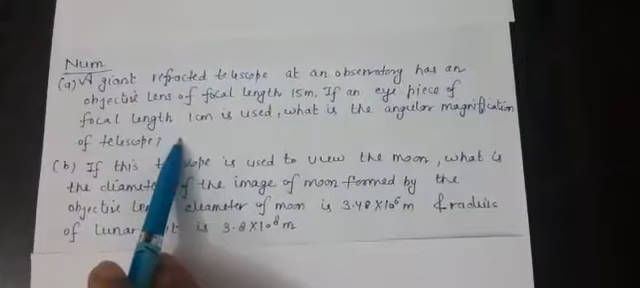 Num
(a) A giant refracted telescope at an observatory has an
objective lens of focal length 15m. If an eye piece of
focal length 1cm is used, what is the angular magnification
of telescope?
(b) If this is used to view the moon, what is
the of the image of moon formed by the
objective diameter of moon is 3.48 X 10⁶ m & radius
of lunar is 3.8 X 10⁸ m